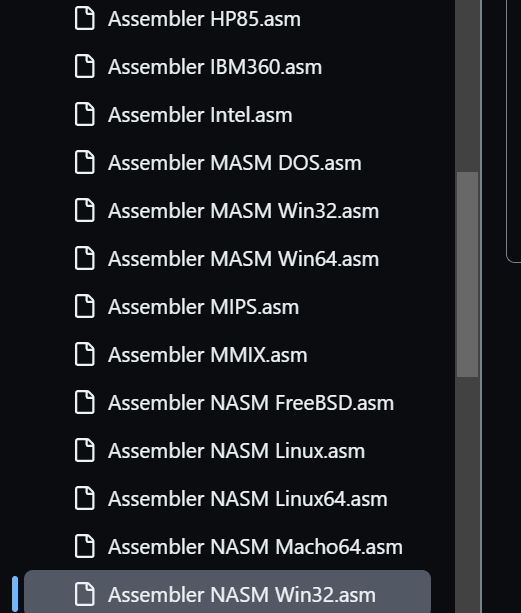 Assembler HP85.asm
Assembler IBM360.asm
Assembler Intel.asm
Assembler MASM DOS.asm
Assembler MASM Win32.asm
Assembler MASM Win64.asm
Assembler MIPS.asm
Assembler MMIX.asm
Assembler NASM FreeBSD.asm
Assembler NASM Linux.asm
Assembler NASM Linux64.asm
Assembler NASM Macho64.asm
Assembler NASM Win32.asm